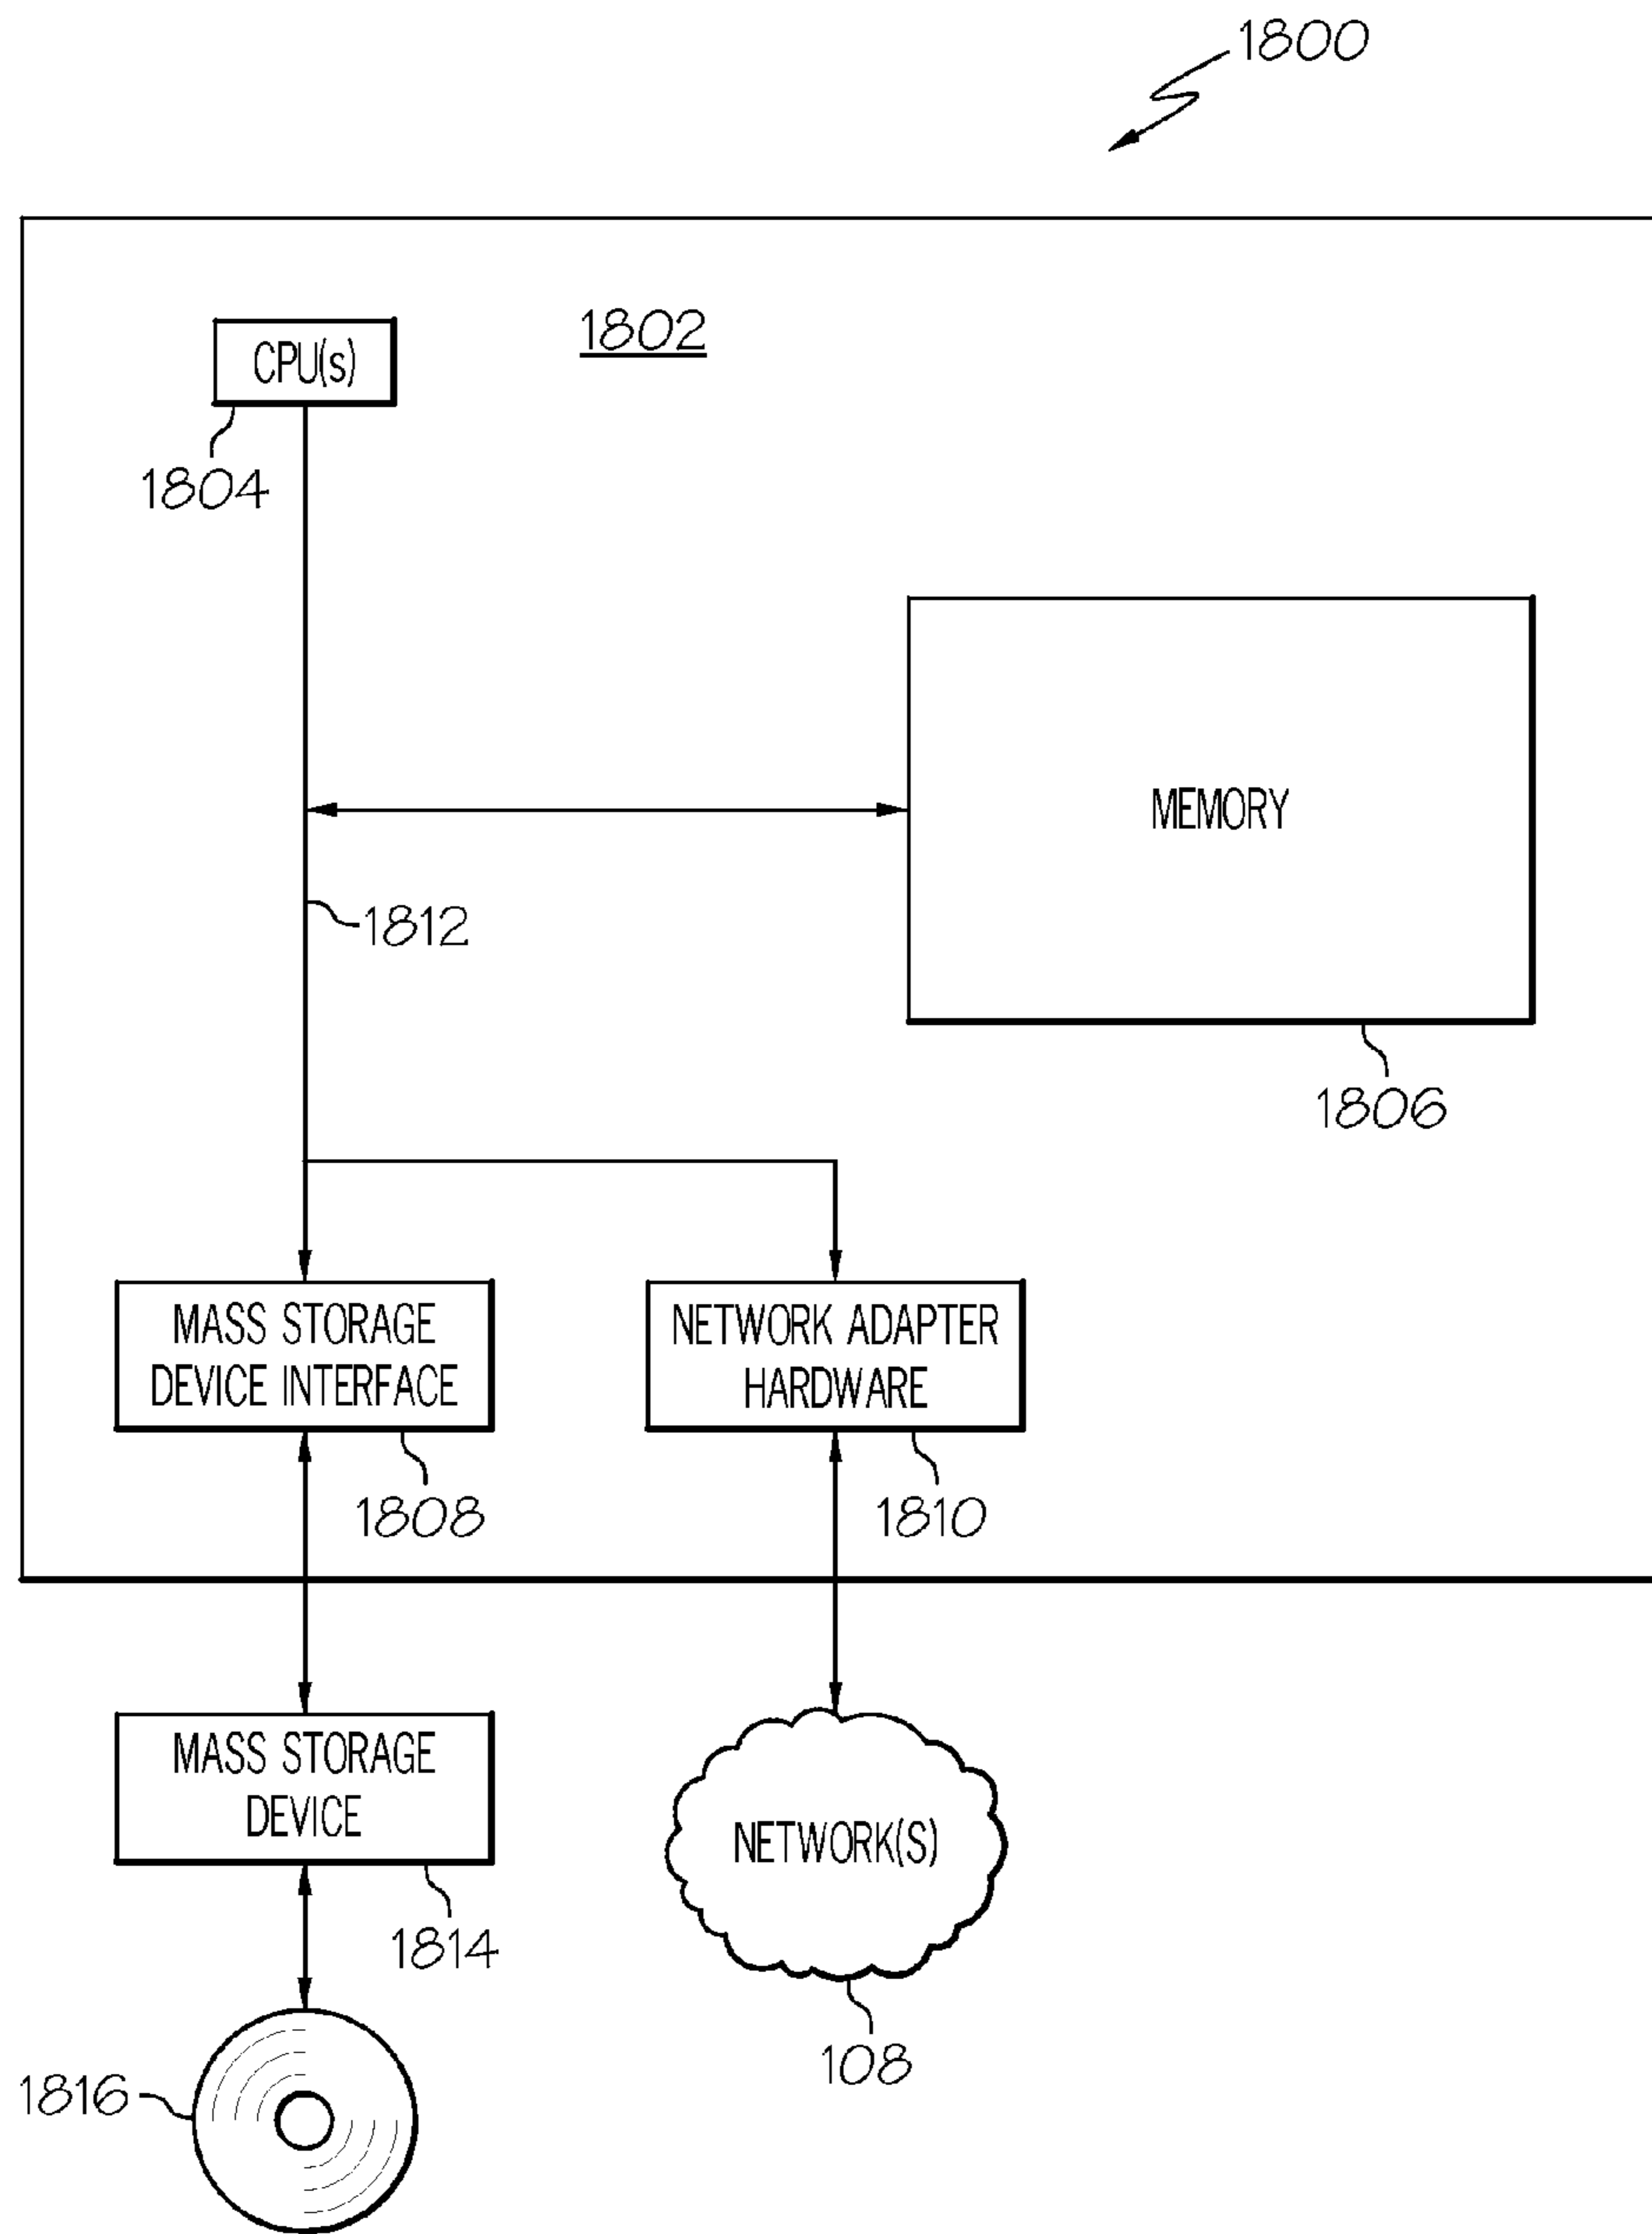 1800
1802
CPU(s)
1804
MEMORY
1812
1806
MASS STORAGE
DEVICE INTERFACE
NETWORK ADAPTER
HARDWARE
1808
1810
MASS STORAGE
DEVICE
NETWORK(S)
1814
108
1816